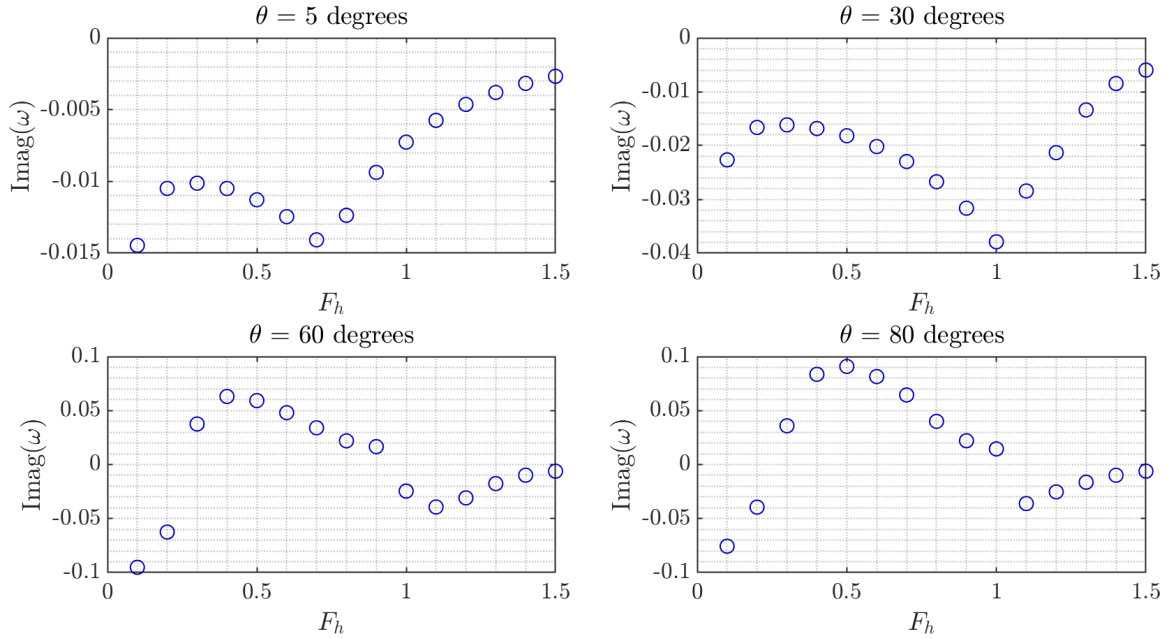 θ = 5 degrees
0
-0.005
-0.01
-0.015
Imag(ω)
0
0.5
1
1.5
F_h
θ = 30 degrees
0
-0.01
-0.02
-0.03
-0.04
Imag(ω)
0
0.5
1
1.5
F_h
θ = 60 degrees
0.1
0.05
0
-0.05
-0.1
Imag(ω)
0
0.5
1
1.5
F_h
θ = 80 degrees
0.1
0.05
0
-0.05
-0.1
Imag(ω)
0
0.5
1
1.5
F_h